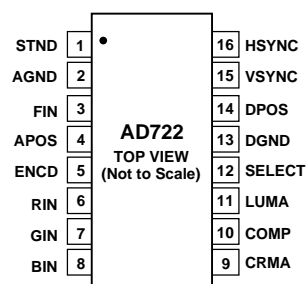 STND 1
AGND 2
FIN 3
APOS 4
ENCD 5
RIN 6
GIN 7
BIN 8
AD722
TOP VIEW
(Not to Scale)
16 HSYNC
15 VSYNC
14 DPOS
13 DGND
12 SELECT
11 LUMA
10 COMP
9 CRMA